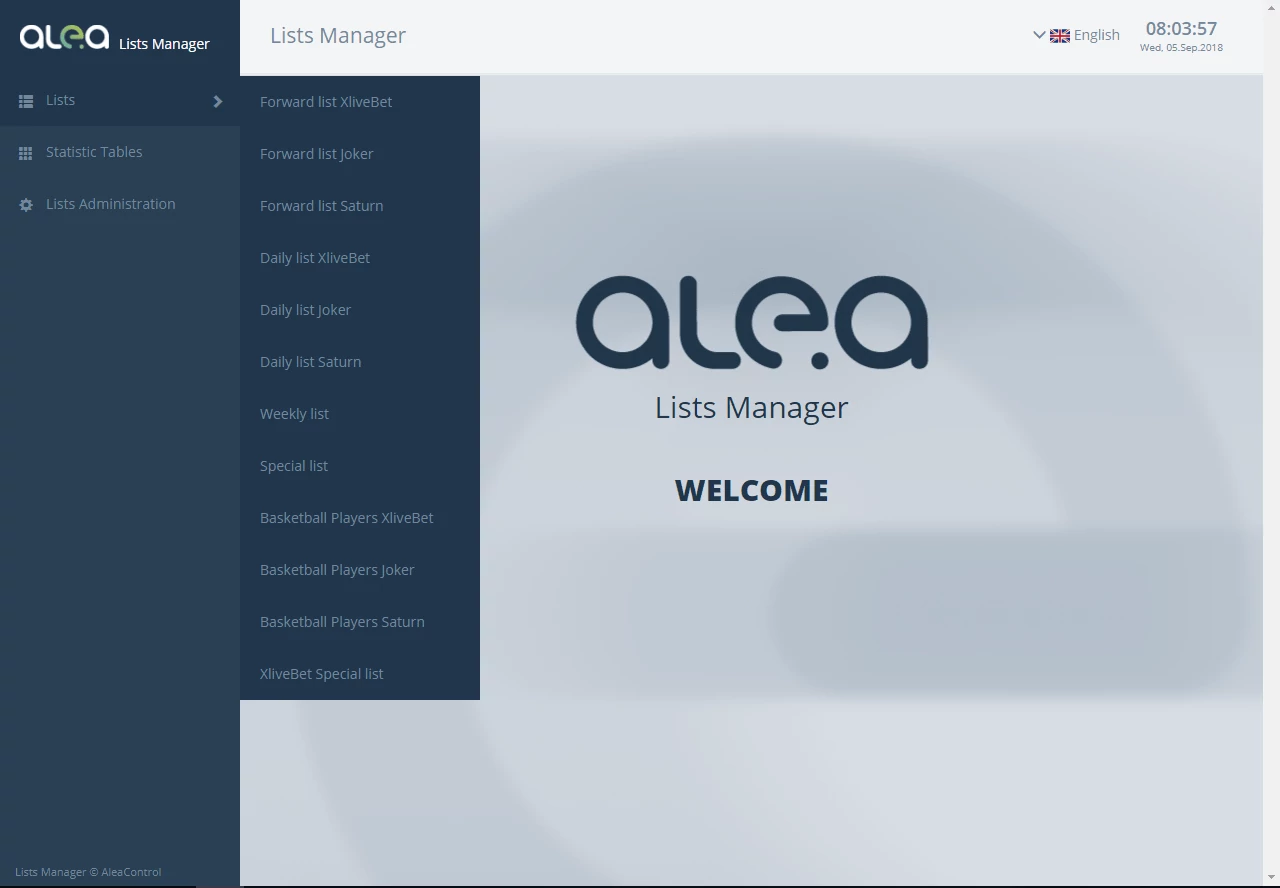 alea Lists Manager
Lists Manager
English
08:03:57
Wed, 05.Sep.2018
Lists
Statistic Tables
Lists Administration
Forward list XliveBet
Forward list Joker
Forward list Saturn
Daily list XliveBet
Daily list Joker
Daily list Saturn
Weekly list
Special list
Basketball Players XliveBet
Basketball Players Joker
Basketball Players Saturn
XliveBet Special list
alea
Lists Manager
WELCOME
Lists Manager © AleaControl